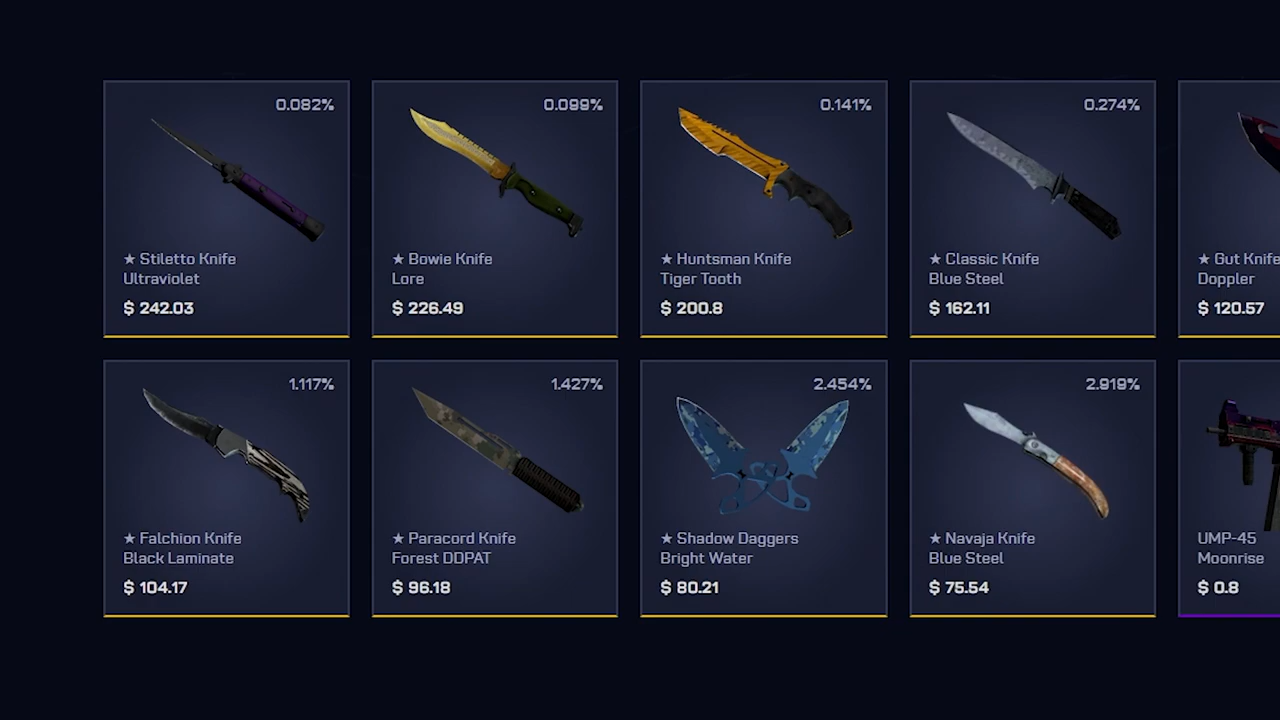 0.082%
★ Stiletto Knife
Ultraviolet
$ 242.03
0.099%
★ Bowie Knife
Lore
$ 226.49
0.141%
★ Huntsman Knife
Tiger Tooth
$ 200.8
0.274%
★ Classic Knife
Blue Steel
$ 162.11
★ Gut Knife
Doppler
$ 120.57
1.117%
★ Falchion Knife
Black Laminate
$ 104.17
1.427%
★ Paracord Knife
Forest DDPAT
$ 96.18
2.454%
★ Shadow Daggers
Bright Water
$ 80.21
2.919%
★ Navaja Knife
Blue Steel
$ 75.54
UMP-45
Moonrise
$ 0.8